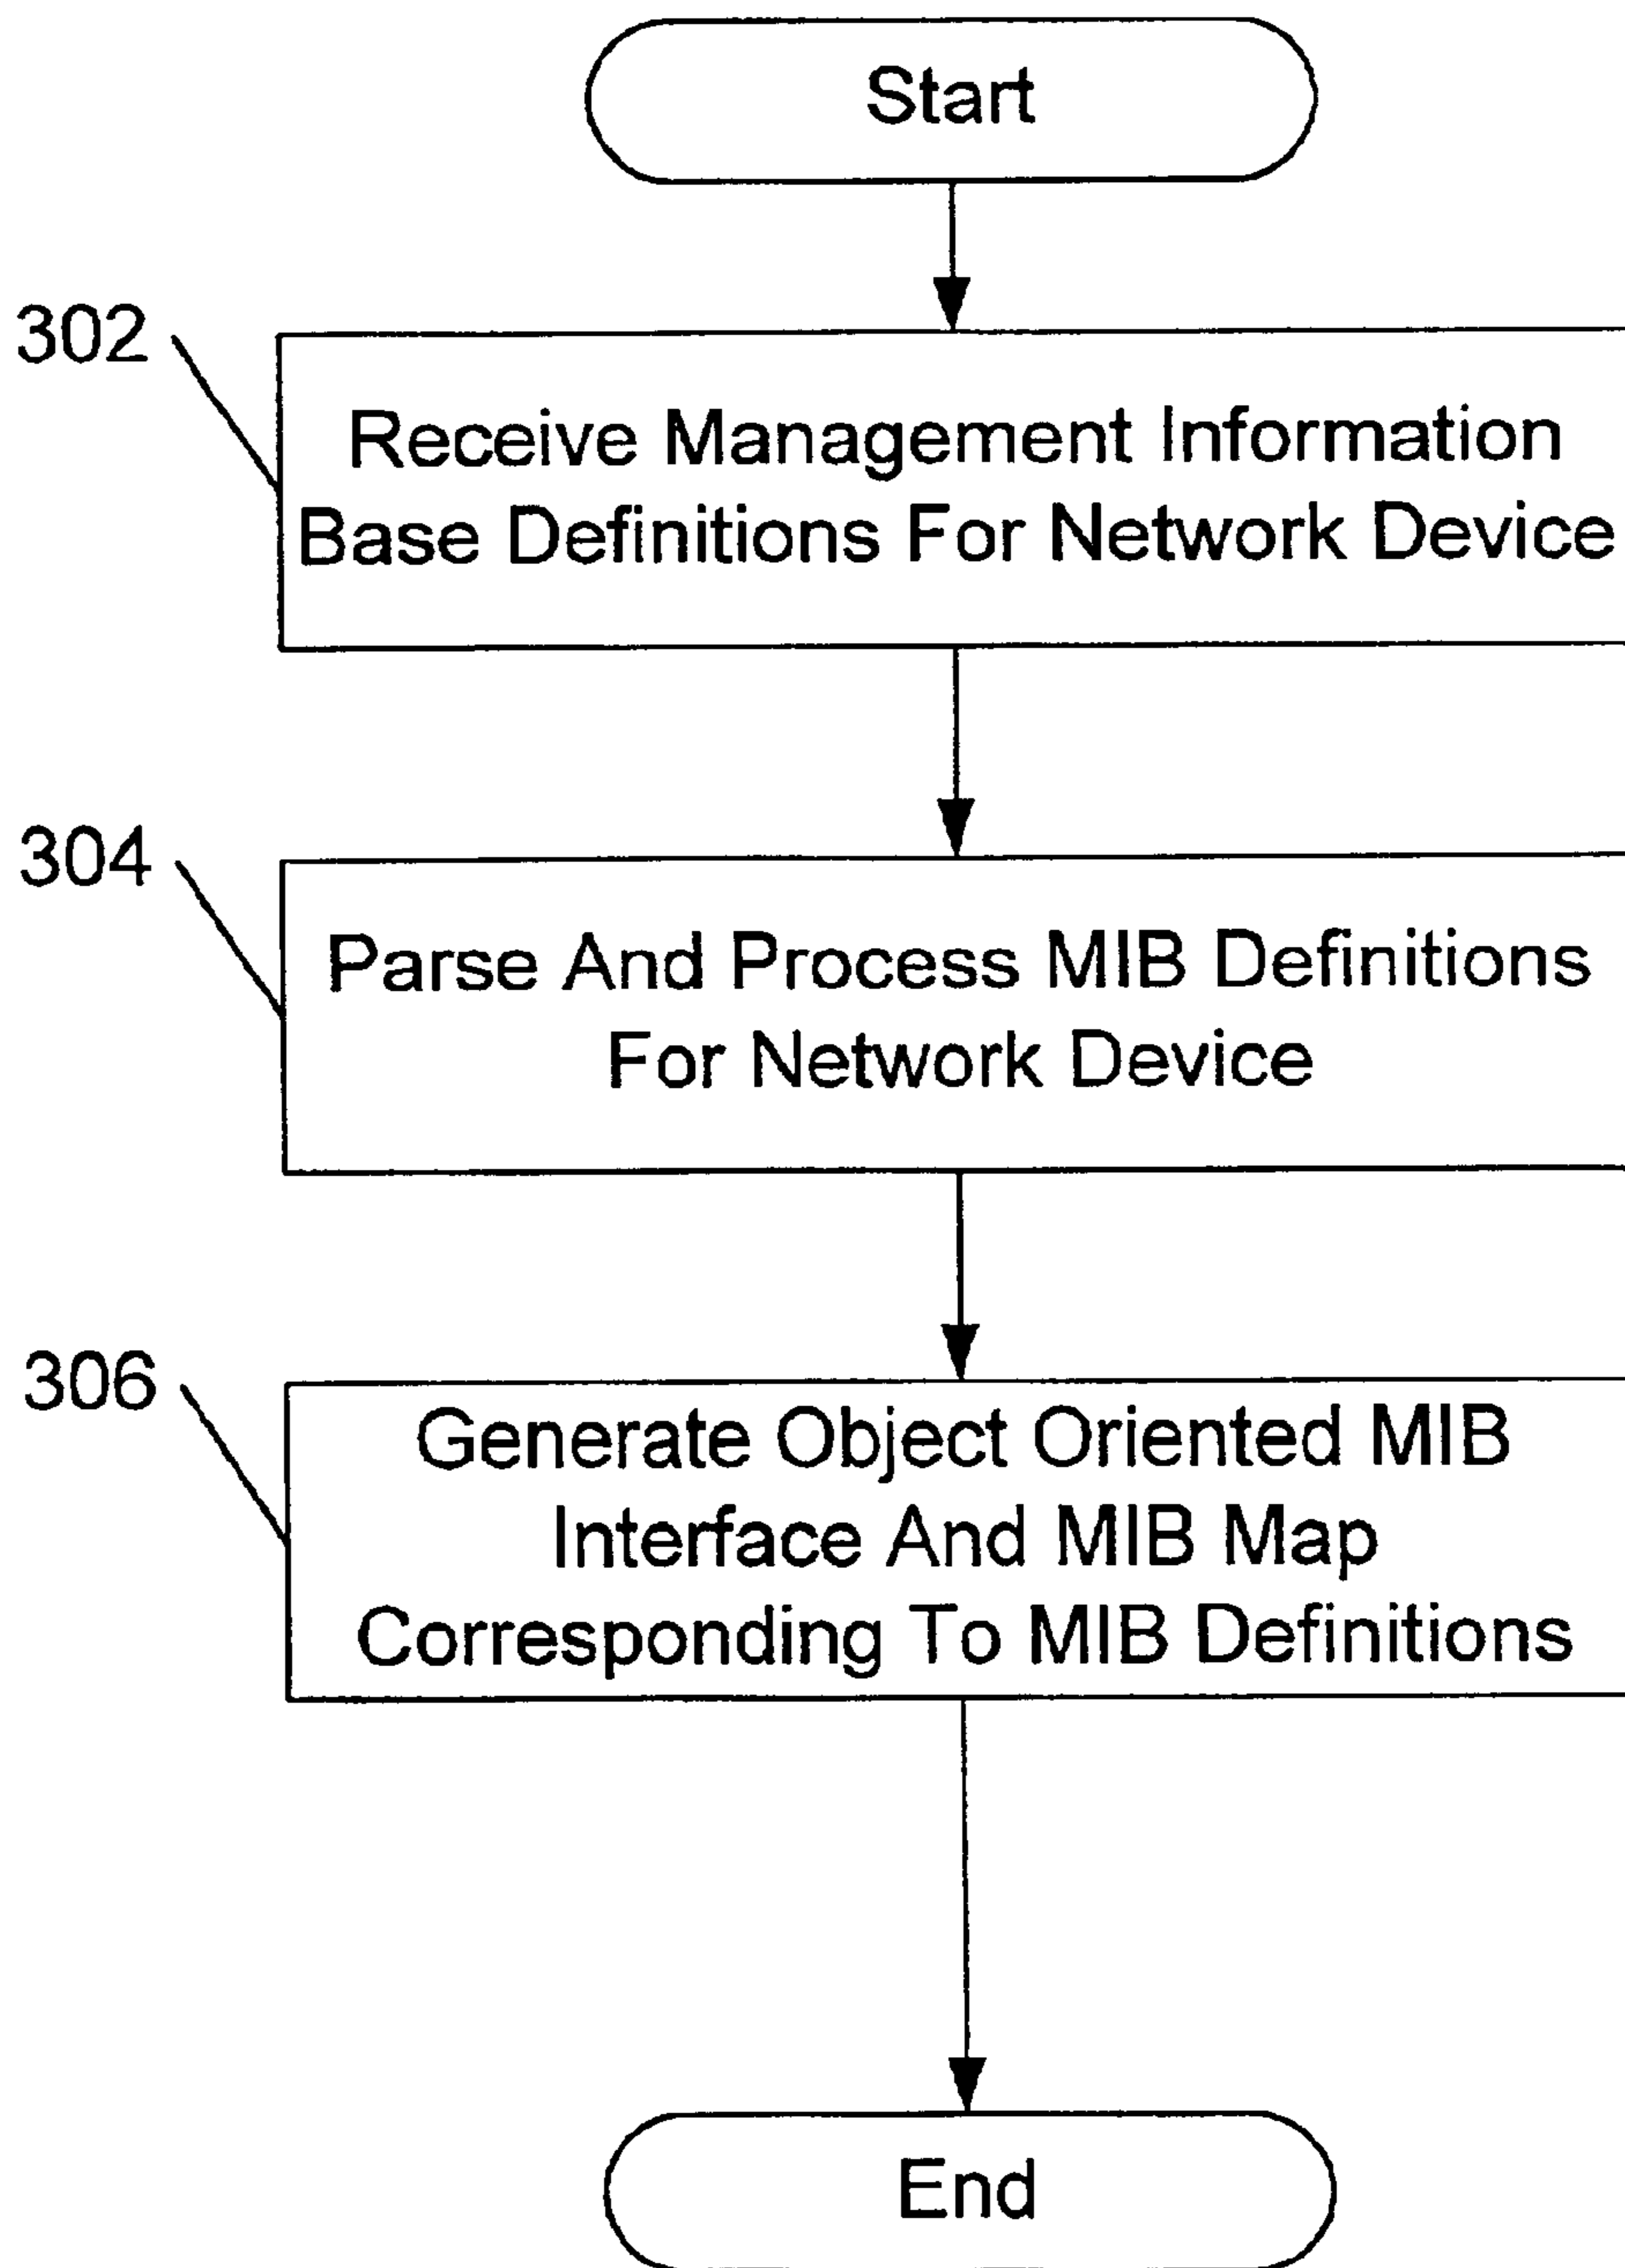 Start
302
Receive Management Information
Base Definitions For Network Device
304
Parse And Process MIB Definitions
For Network Device
306
Generate Object Oriented MIB
Interface And MIB Map
Corresponding To MIB Definitions
End